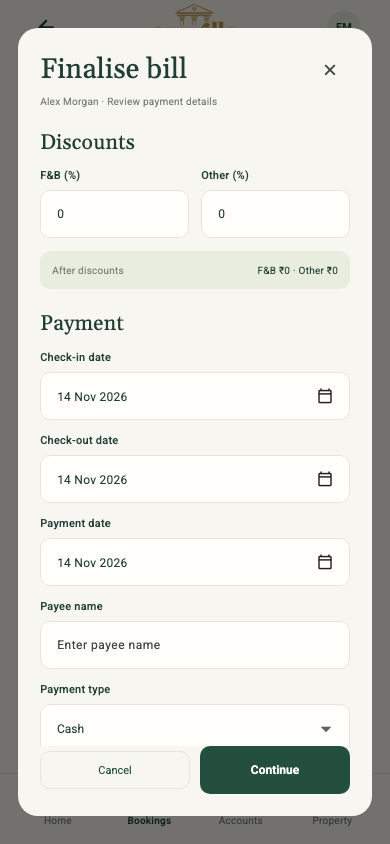 FM
Finalise bill
Alex Morgan · Review payment details
Discounts
F&B (%)
Other (%)
0
0
After discounts
F&B ₹0 · Other ₹0
Payment
Check-in date
14 Nov 2026
Check-out date
14 Nov 2026
Payment date
14 Nov 2026
Payee name
Enter payee name
Payment type
Cash
Cancel
Continue
Home
Bookings
Accounts
Property